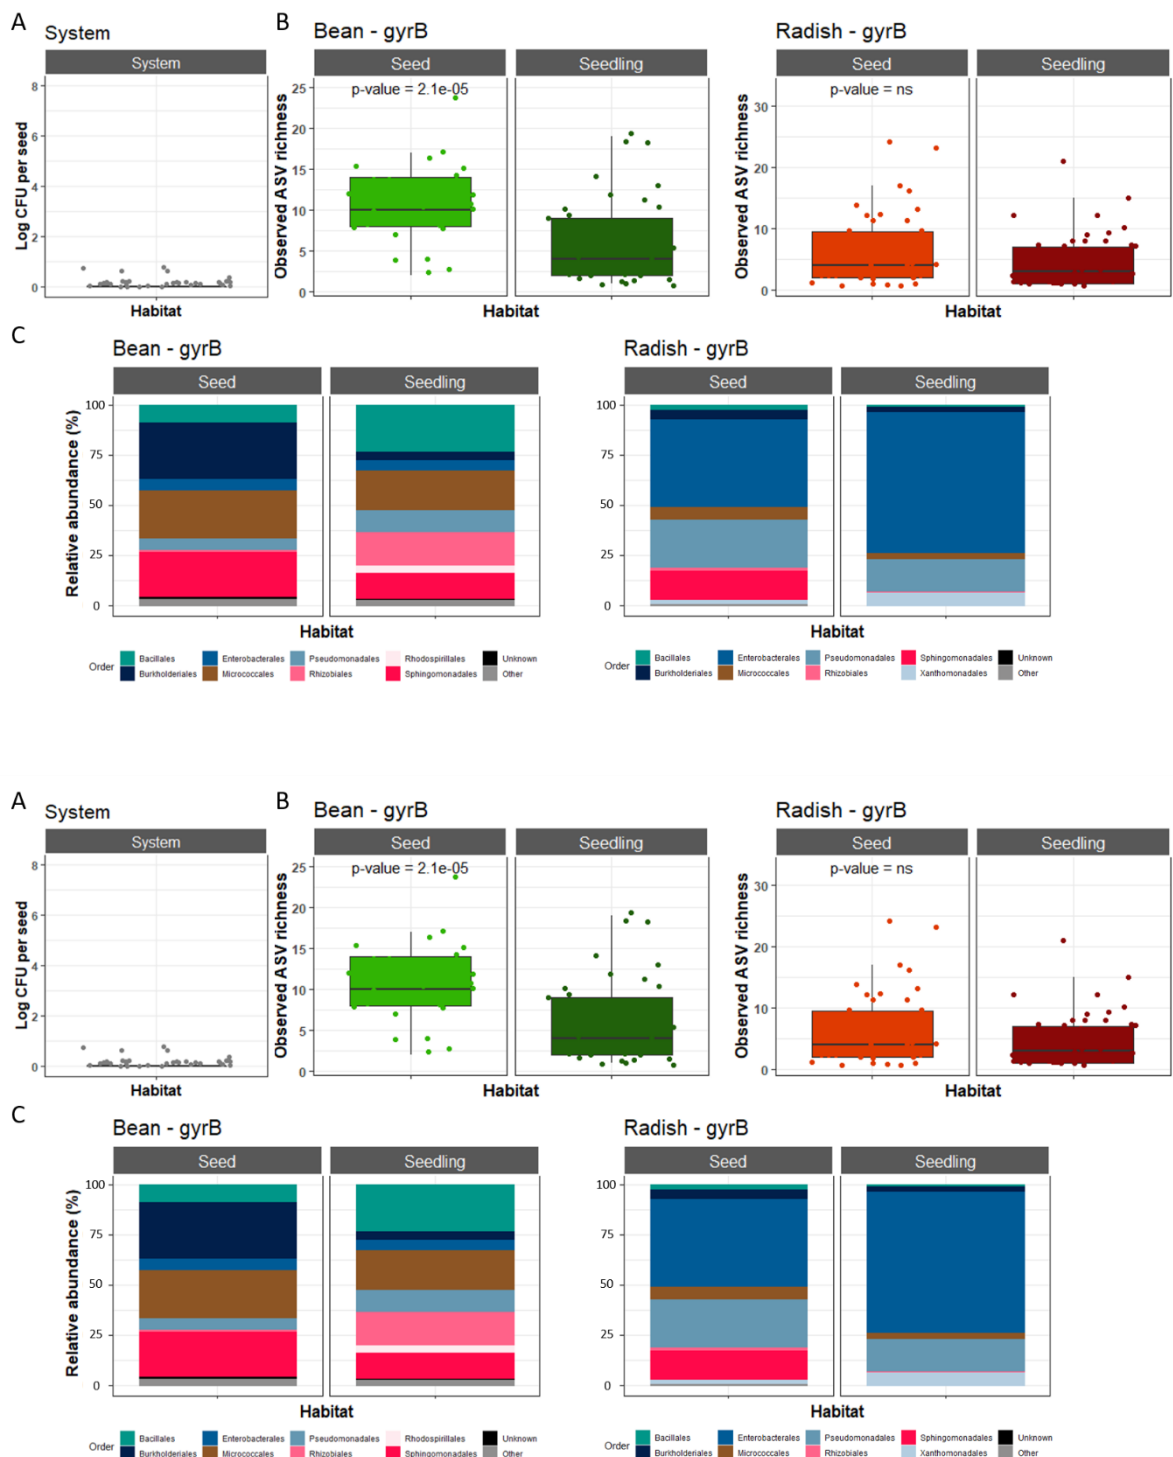 A
System
System
Log CFU per seed
8
6
4
2
0
Habitat
B
Bean - gyrB
Seed
Seedling
p-value = 2.1e-05
Observed ASV richness
25
20
15
10
5
0
Habitat
Radish - gyrB
Seed
Seedling
p-value = ns
Observed ASV richness
30
20
10
0
Habitat
C
Bean - gyrB
Seed
Seedling
Relative abundance (%)
100
75
50
25
0
Habitat
Order
Bacillales
Enterobacterales
Pseudomonadales
Rhodospirillales
Unknown
Burkholderiales
Micrococcales
Rhizobiales
Sphingomonadales
Other
Radish - gyrB
Seed
Seedling
100
75
50
25
0
Habitat
Order
Bacillales
Enterobacterales
Pseudomonadales
Sphingomonadales
Unknown
Burkholderiales
Micrococcales
Rhizobiales
Xanthomonadales
Other
A
System
System
Log CFU per seed
8
6
4
2
0
Habitat
B
Bean - gyrB
Seed
Seedling
p-value = 2.1e-05
Observed ASV richness
25
20
15
10
5
0
Habitat
Radish - gyrB
Seed
Seedling
p-value = ns
Observed ASV richness
30
20
10
0
Habitat
C
Bean - gyrB
Seed
Seedling
Relative abundance (%)
100
75
50
25
0
Habitat
Order
Bacillales
Enterobacterales
Pseudomonadales
Rhodospirillales
Unknown
Burkholderiales
Micrococcales
Rhizobiales
Sphingomonadales
Other
Radish - gyrB
Seed
Seedling
100
75
50
25
0
Habitat
Order
Bacillales
Enterobacterales
Pseudomonadales
Sphingomonadales
Unknown
Burkholderiales
Micrococcales
Rhizobiales
Xanthomonadales
Other